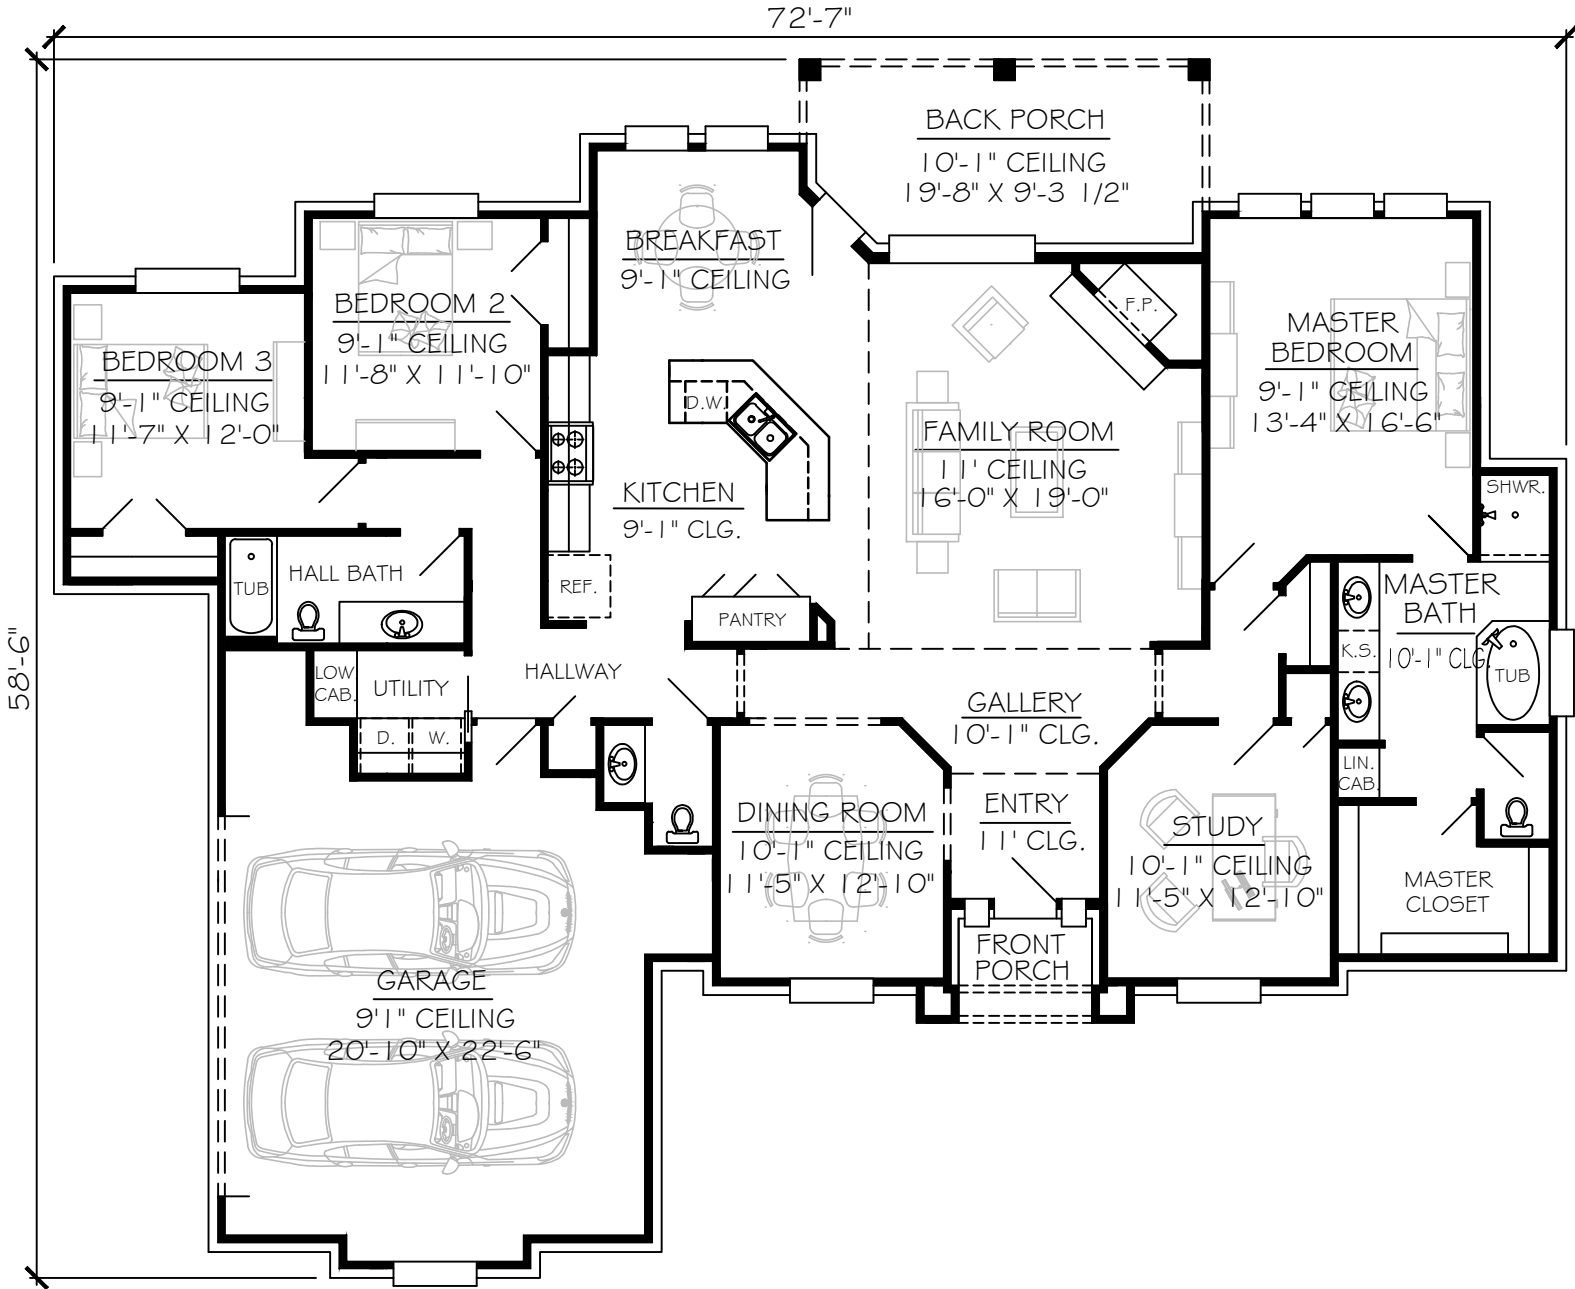 72'-7"
58'-6"
BACK PORCH
10'-1" CEILING
19'-8" X 9'-3 1/2"
BREAKFAST
9'-1" CEILING
BEDROOM 2
9'-1" CEILING
11'-8" X 11'-10"
BEDROOM 3
9'-1" CEILING
11'-7" X 12'-0"
F.P.
MASTER
BEDROOM
9'-1" CEILING
13'-4" X 16'-6"
D.W.
FAMILY ROOM
11' CEILING
16'-0" X 19'-0"
KITCHEN
9'-1" CLG.
SHWR.
HALL BATH
TUB
REF.
PANTRY
MASTER
BATH
10'-1" CLG.
K.S.
TUB
LOW
CAB.
UTILITY
HALLWAY
D.
W.
GALLERY
10'-1" CLG.
LIN.
CAB.
DINING ROOM
10'-1" CEILING
11'-5" X 12'-10"
ENTRY
11' CLG.
STUDY
10'-1" CEILING
11'-5" X 12'-10"
MASTER
CLOSET
FRONT
PORCH
GARAGE
9'1" CEILING
20'-10" X 22'-6"